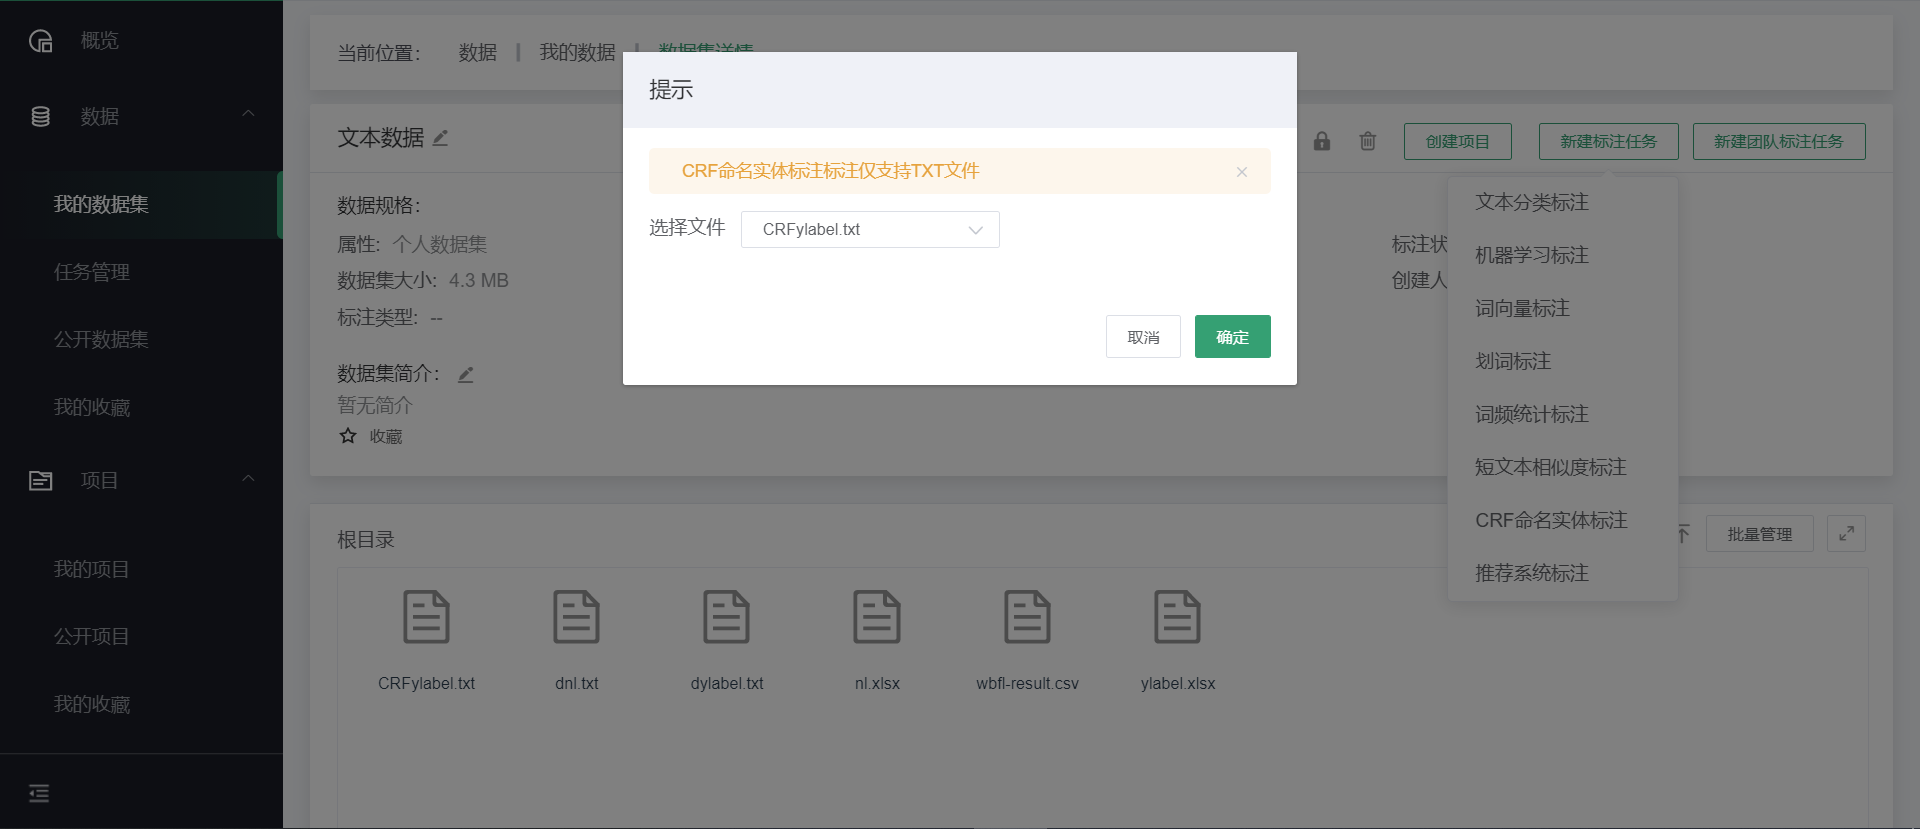 概览
数据
我的数据集
任务管理
公开数据集
我的收藏
项目
我的项目
公开项目
我的收藏
当前位置：
数据 | 我的数据 | 数据集详情
文本数据
创建项目
新建标注任务
新建团队标注任务
数据规格：
属性: 个人数据集
数据集大小: 4.3 MB
标注类型: --
标注状
创建人
数据集简介：
暂无简介
收藏
提示
CRF命名实体标注标注仅支持TXT文件
选择文件 CRFylabel.txt
取消
确定
文本分类标注
机器学习标注
词向量标注
划词标注
词频统计标注
短文本相似度标注
CRF命名实体标注
推荐系统标注
根目录
批量管理
CRFylabel.txt
dnl.txt
dylabel.txt
nl.xlsx
wbfl-result.csv
ylabel.xlsx